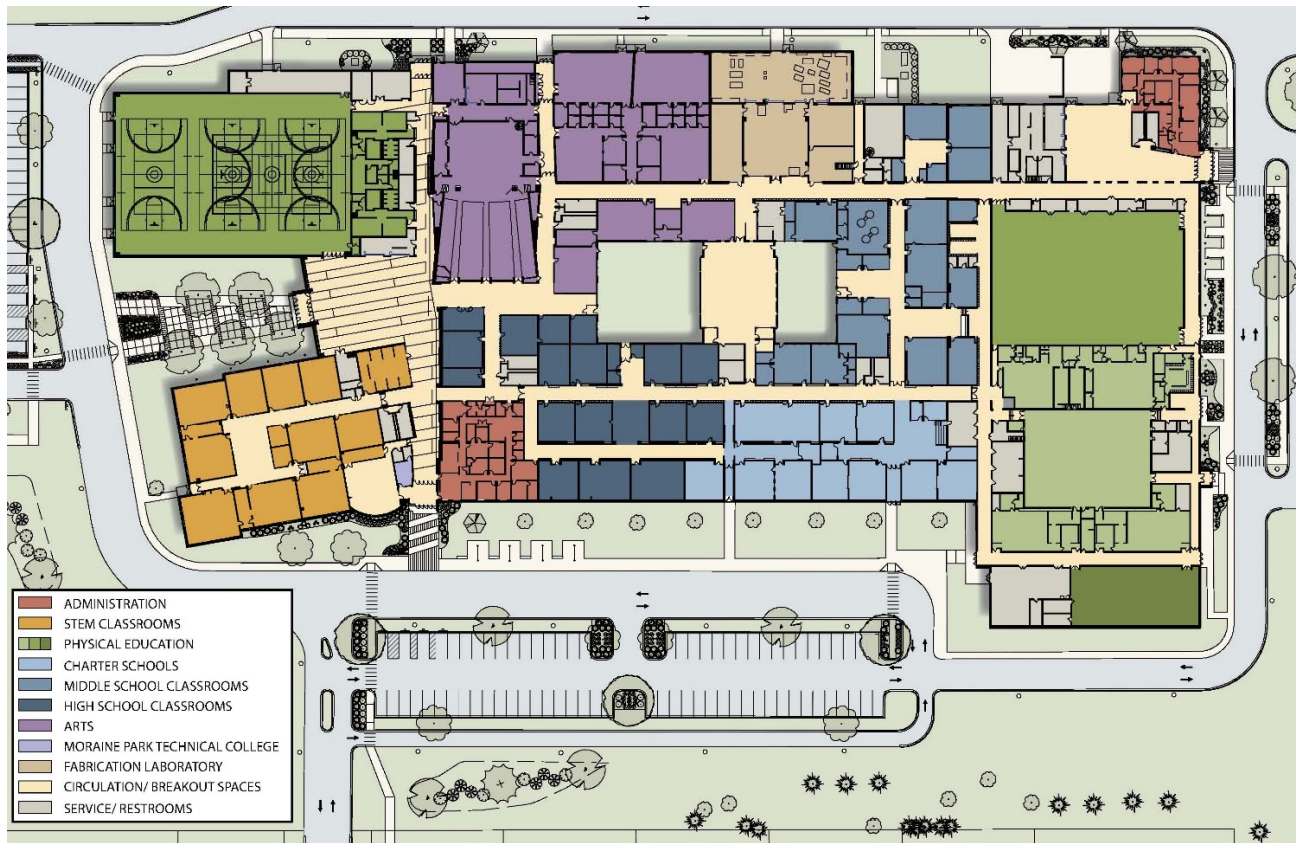 ADMINISTRATION
STEM CLASSROOMS
PHYSICAL EDUCATION
CHARTER SCHOOLS
MIDDLE SCHOOL CLASSROOMS
HIGH SCHOOL CLASSROOMS
ARTS
MORAINE PARK TECHNICAL COLLEGE
FABRICATION LABORATORY
CIRCULATION/ BREAKOUT SPACES
SERVICE/ RESTROOMS